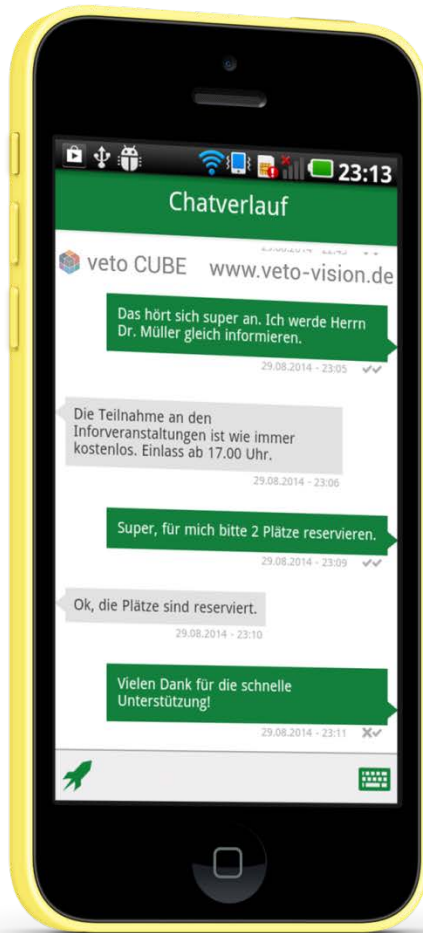 23:13
Chatverlauf
veto CUBE www.veto-vision.de
Das hört sich super an. Ich werde Herrn
Dr. Müller gleich informieren.
29.08.2014 - 23:05
Die Teilnahme an den
Inforveranstaltungen ist wie immer
kostenlos. Einlass ab 17.00 Uhr.
29.08.2014 - 23:06
Super, für mich bitte 2 Plätze reservieren.
29.08.2014 - 23:09
Ok, die Plätze sind reserviert.
29.08.2014 - 23:10
Vielen Dank für die schnelle
Unterstützung!
29.08.2014 - 23:11